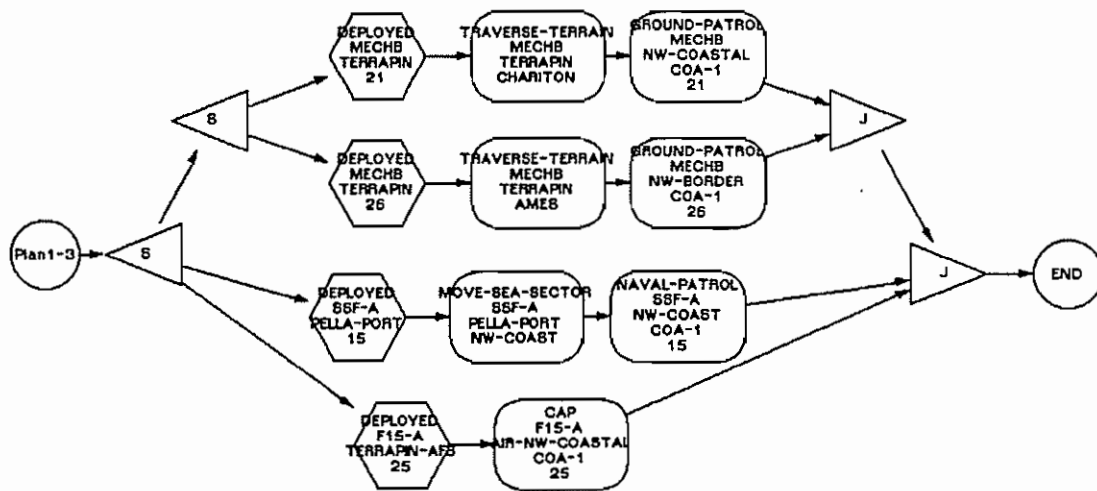 DEPLOYED
MECHB
TERRAPIN
21
TRAVERSE-TERRAIN
MECHB
TERRAPIN
CHARITON
GROUND-PATROL
MECHB
NW-COASTAL
COA-1
21
S
J
DEPLOYED
MECHB
TERRAPIN
26
TRAVERSE-TERRAIN
MECHB
TERRAPIN
AMES
GROUND-PATROL
MECHB
NW-BORDER
COA-1
26
Plan1-3
S
DEPLOYED
SSF-A
PELLA-PORT
15
MOVE-SEA-SECTOR
SSF-A
PELLA-PORT
NW-COAST
NAVAL-PATROL
SSF-A
NW-COAST
COA-1
15
J
END
DEPLOYED
F15-A
TERRAPIN-AFB
25
CAP
F15-A
AIR-NW-COASTAL
COA-1
25